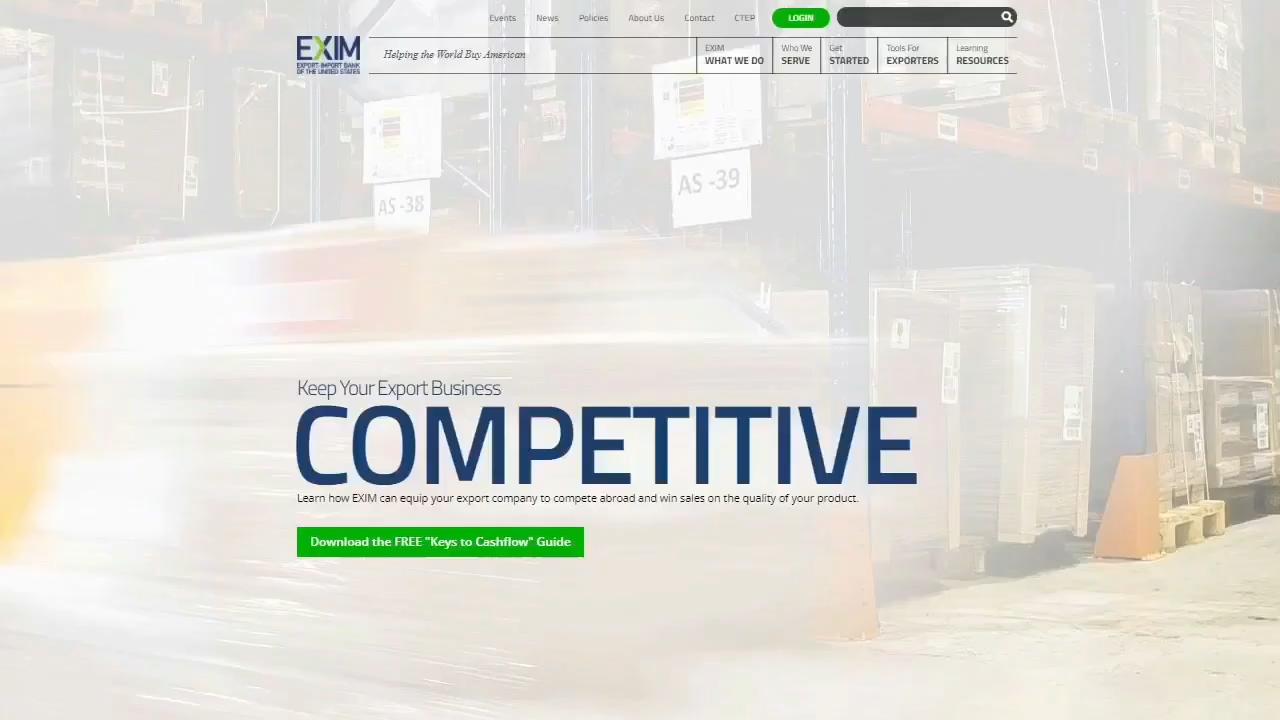 Events News Policies About Us Contact CTEP LOGIN
EXIM
EXPORT-IMPORT BANK
OF THE UNITED STATES
Helping the World Buy American
EXIM
WHAT WE DO
Who We
SERVE
Get
STARTED
Tools For
EXPORTERS
Learning
RESOURCES
AS -38
AS -39
Keep Your Export Business
COMPETITIVE
Learn how EXIM can equip your export company to compete abroad and win sales on the quality of your product.
Download the FREE "Keys to Cashflow" Guide